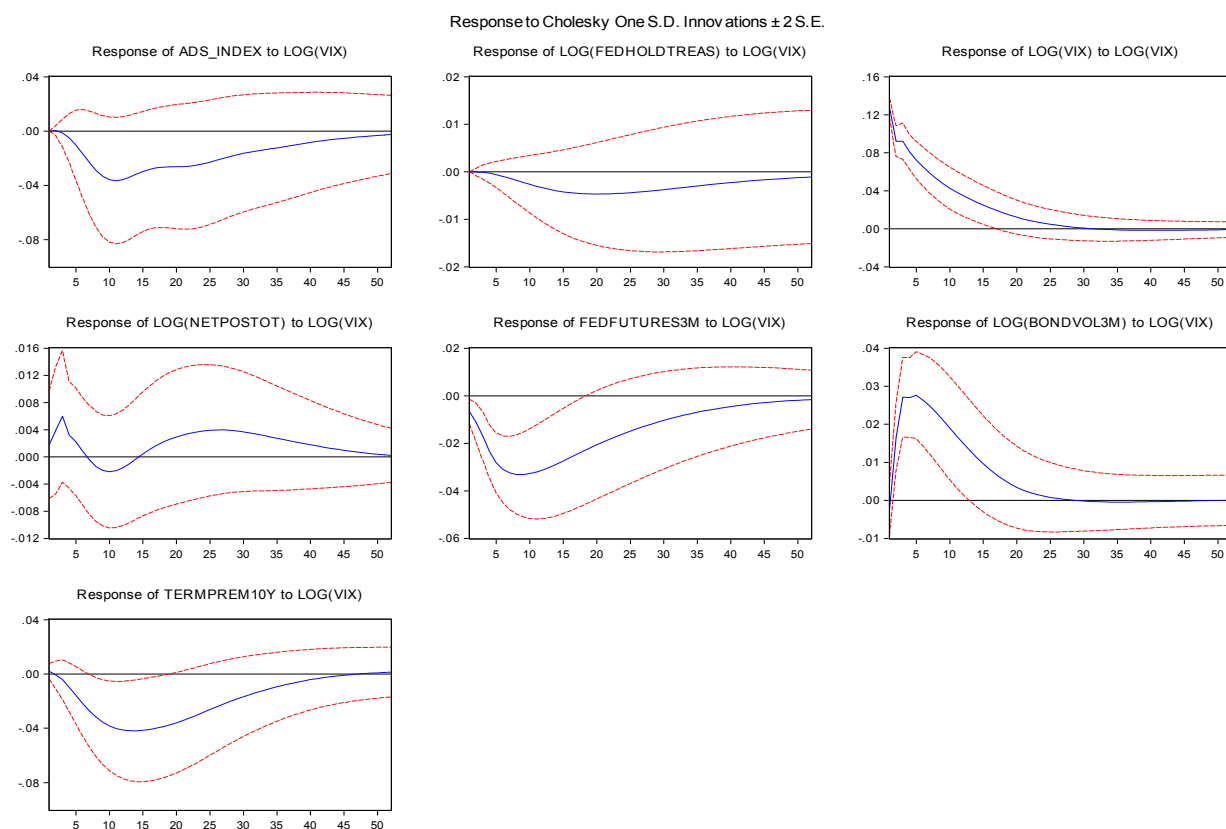 Response to Cholesky One S.D. Innovations ± 2 S.E.
Response of ADS_INDEX to LOG(VIX)
.04
.00
-.04
-.08
5 10 15 20 25 30 35 40 45 50
Response of LOG(FEDHOLDTREAS) to LOG(VIX)
.02
.01
.00
-.01
-.02
5 10 15 20 25 30 35 40 45 50
Response of LOG(VIX) to LOG(VIX)
.16
.12
.08
.04
.00
-.04
5 10 15 20 25 30 35 40 45 50
Response of LOG(NETPOSTOT) to LOG(VIX)
.016
.012
.008
.004
.000
-.004
-.008
-.012
5 10 15 20 25 30 35 40 45 50
Response of FEDFUTURES3M to LOG(VIX)
.02
.00
-.02
-.04
-.06
5 10 15 20 25 30 35 40 45 50
Response of LOG(BONDVOL3M) to LOG(VIX)
.04
.03
.02
.01
.00
-.01
5 10 15 20 25 30 35 40 45 50
Response of TERMPREM10Y to LOG(VIX)
.04
.00
-.04
-.08
5 10 15 20 25 30 35 40 45 50